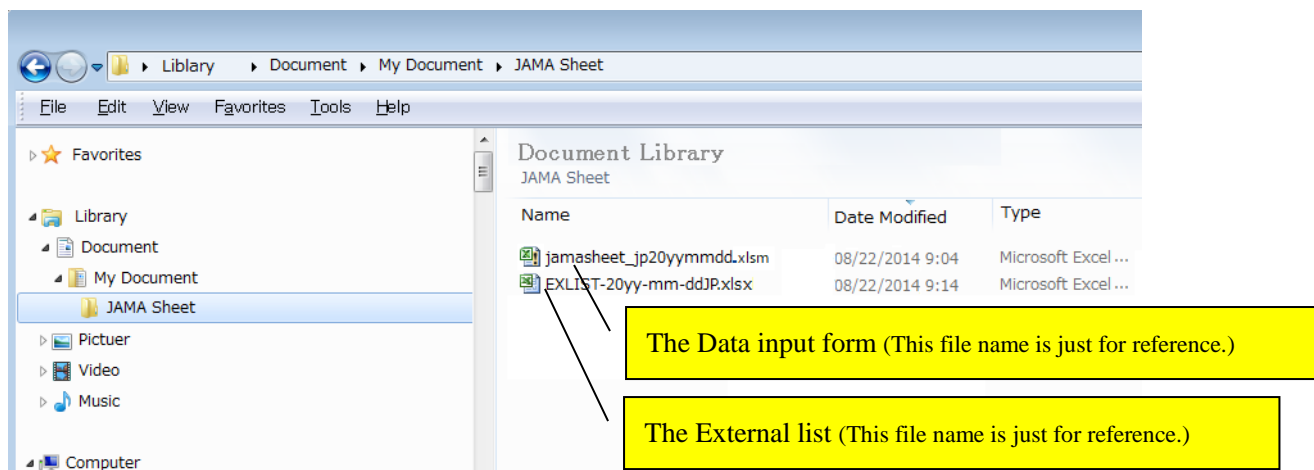 Liblary Document My Document JAMA Sheet
File Edit View Favorites Tools Help
Favorites
Library
Document
My Document
JAMA Sheet
Pictuer
Video
Music
Computer
Document Library
JAMA Sheet
Name Date Modified Type
jamasheet_jp20yymmdd.xlsm 08/22/2014 9:04 Microsoft Excel ...
EXLIST-20yy-mm-ddJP.xlsx 08/22/2014 9:14 Microsoft Excel ...
The Data input form (This file name is just for reference.)
The External list (This file name is just for reference.)